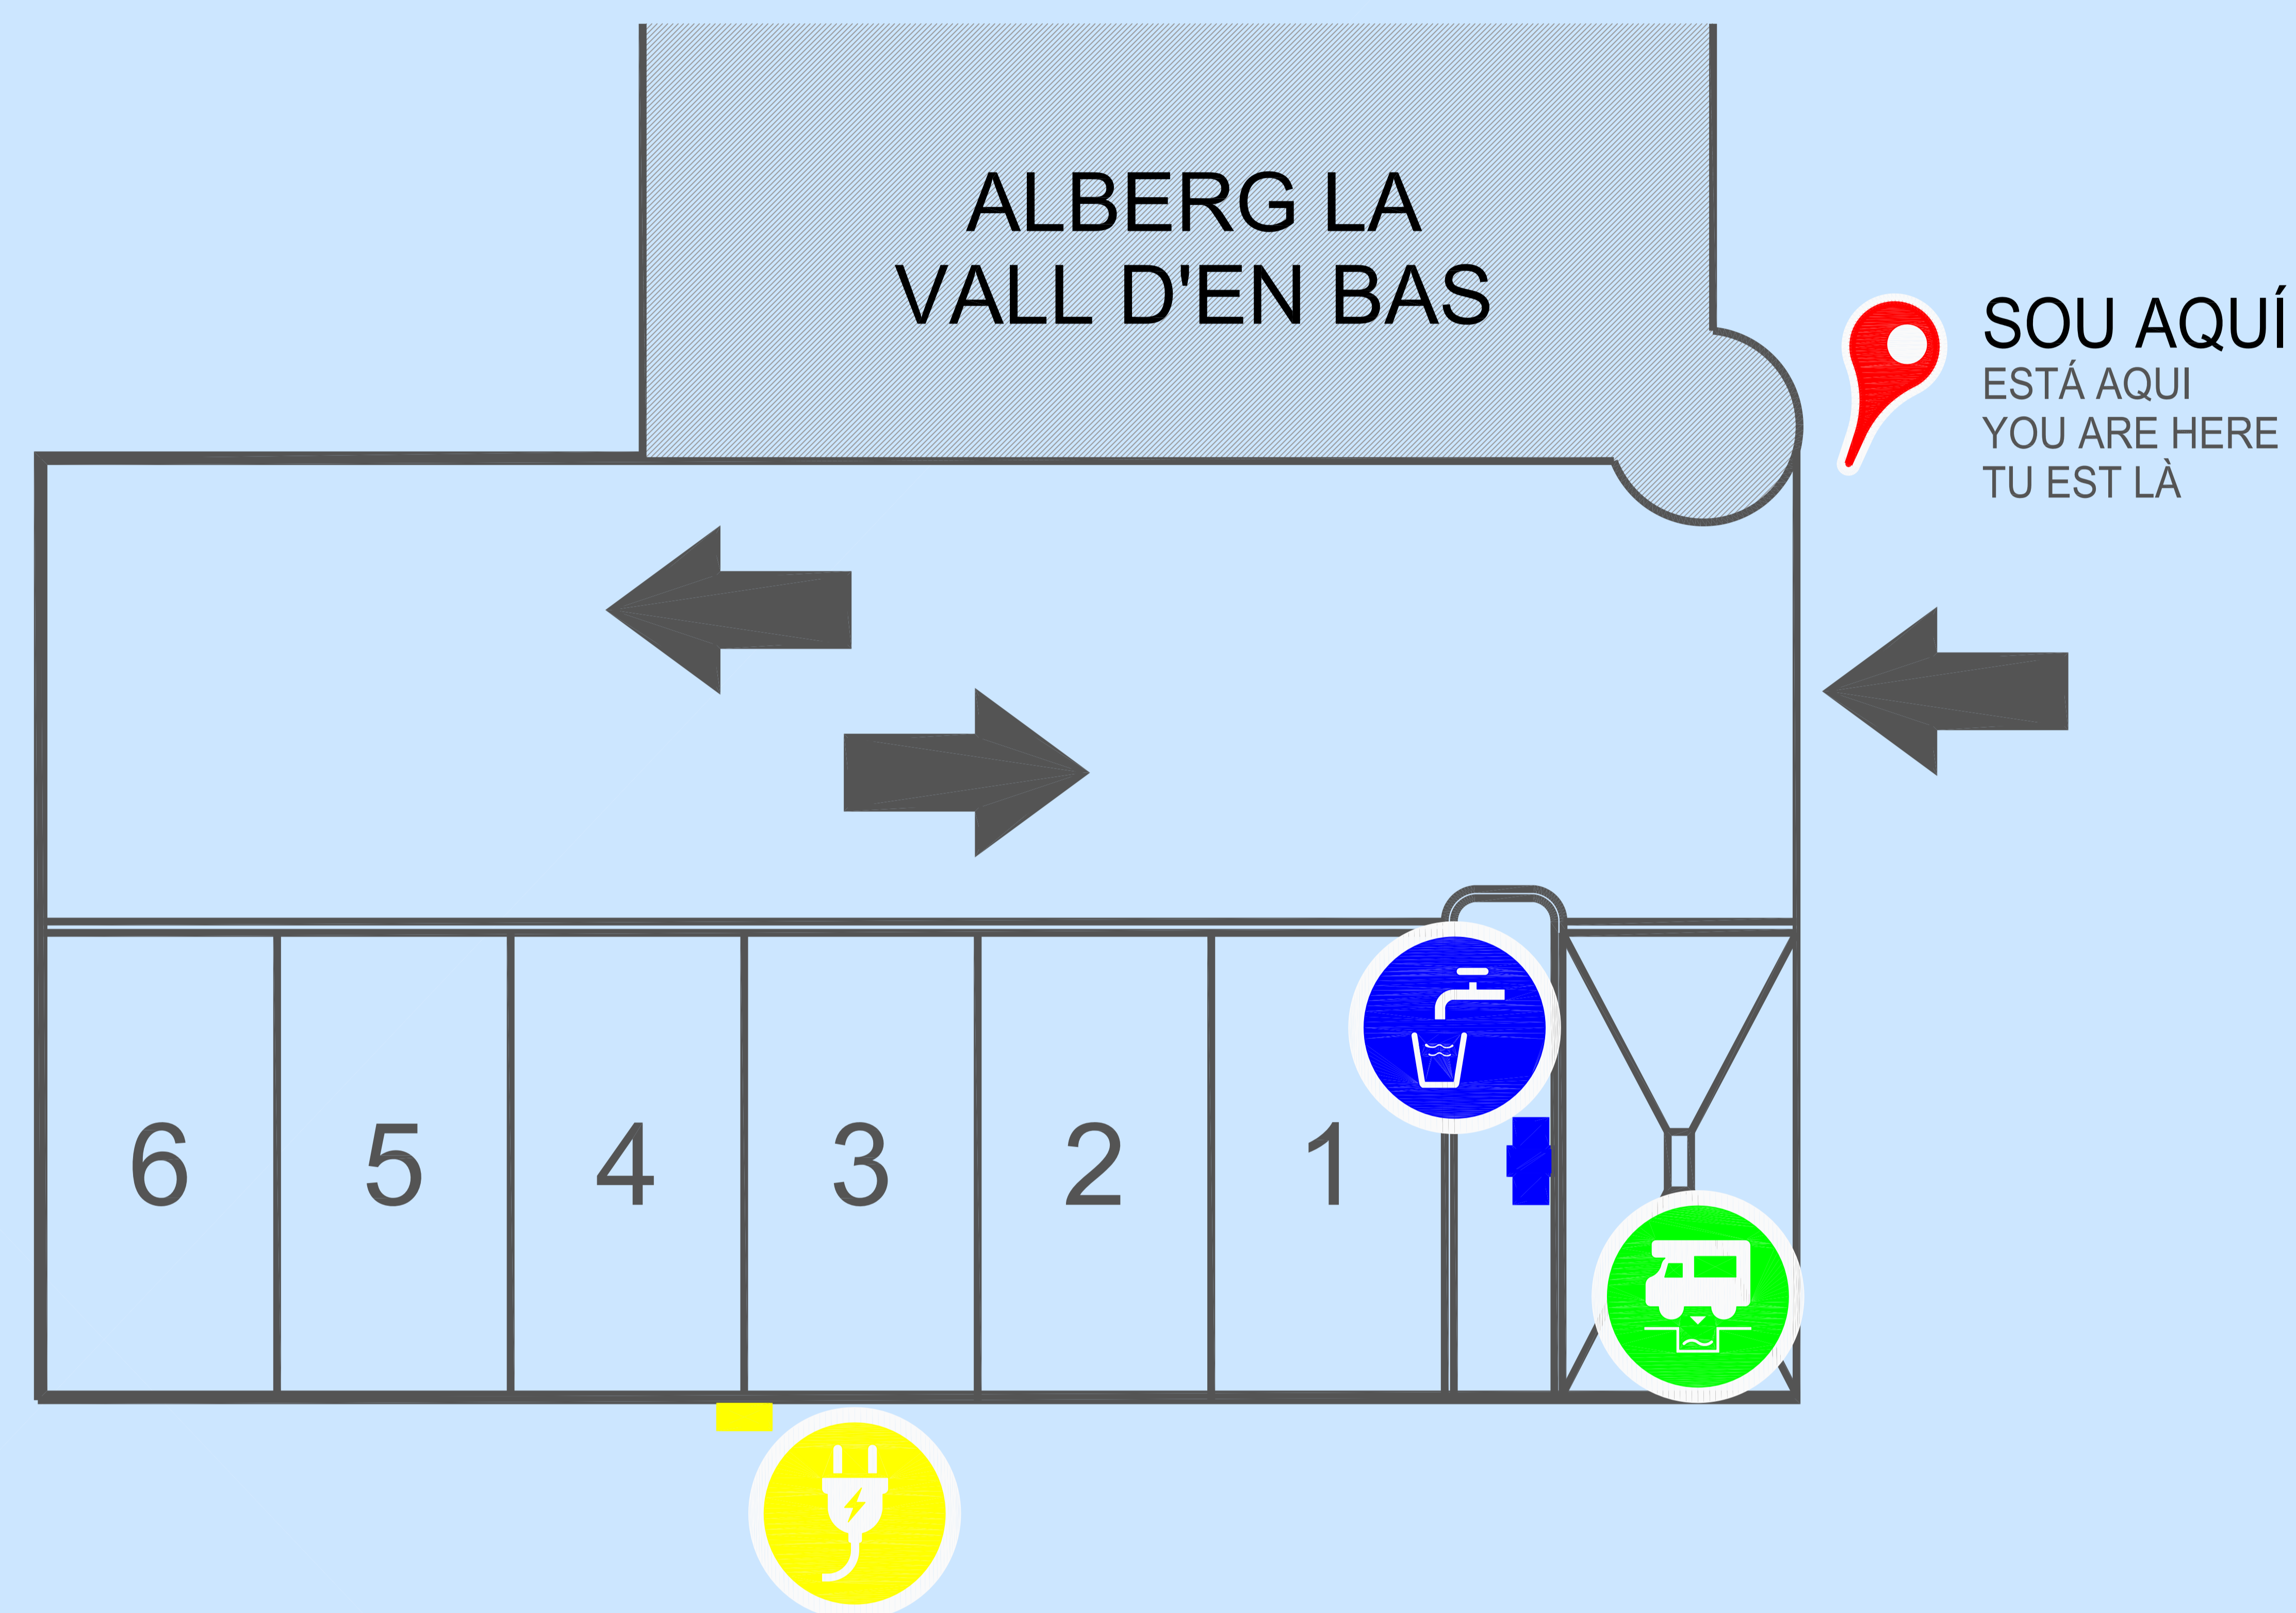 ALBERG LA
VALL D'EN BAS
SOU AQUÍ
ESTÁ AQUI
YOU ARE HERE
TU EST LÀ
6 5 4 3 2 1